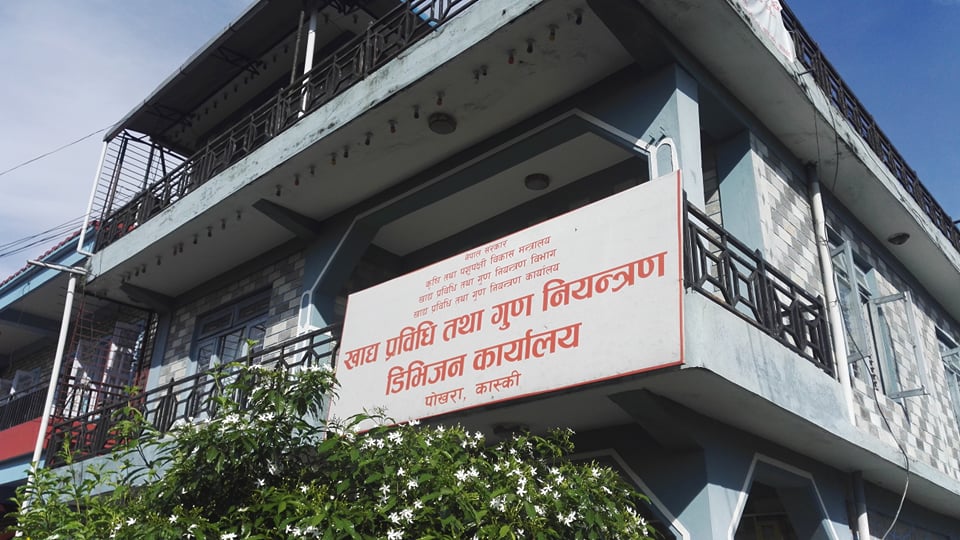 नेपाल सरकार
कृषि तथा पशुपन्छी विकास मन्त्रालय
खाद्य प्रविधि तथा गुण नियन्त्रण विभाग
खाद्य प्रविधि तथा गुण नियन्त्रण कार्यालय
खाद्य प्रविधि तथा गुण नियन्त्रण
डिभिजन कार्यालय
पोखरा, कास्की